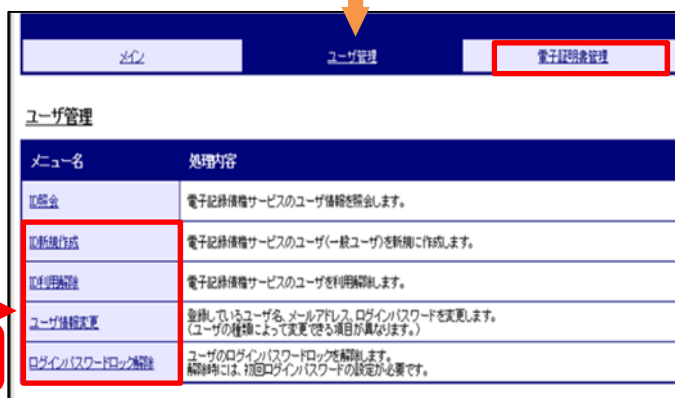 メイン
ユーザ管理
電子証明書管理
ユーザ管理
メニュー名
処理内容
ID照会
電子記録債権サービスのユーザ情報を照会します。
ID新規作成
電子記録債権サービスのユーザ(一般ユーザ)を新規に作成します。
ID利用解除
電子記録債権サービスのユーザを利用解除します。
ユーザ情報変更
登録しているユーザ名、メールアドレス、ログインパスワードを変更します。
(ユーザの種類によって変更できる項目が異なります。)
ログインパスワードロック解除
ユーザのログインパスワードロックを解除します。
解除時には、初回ログインパスワードの設定が必要です。